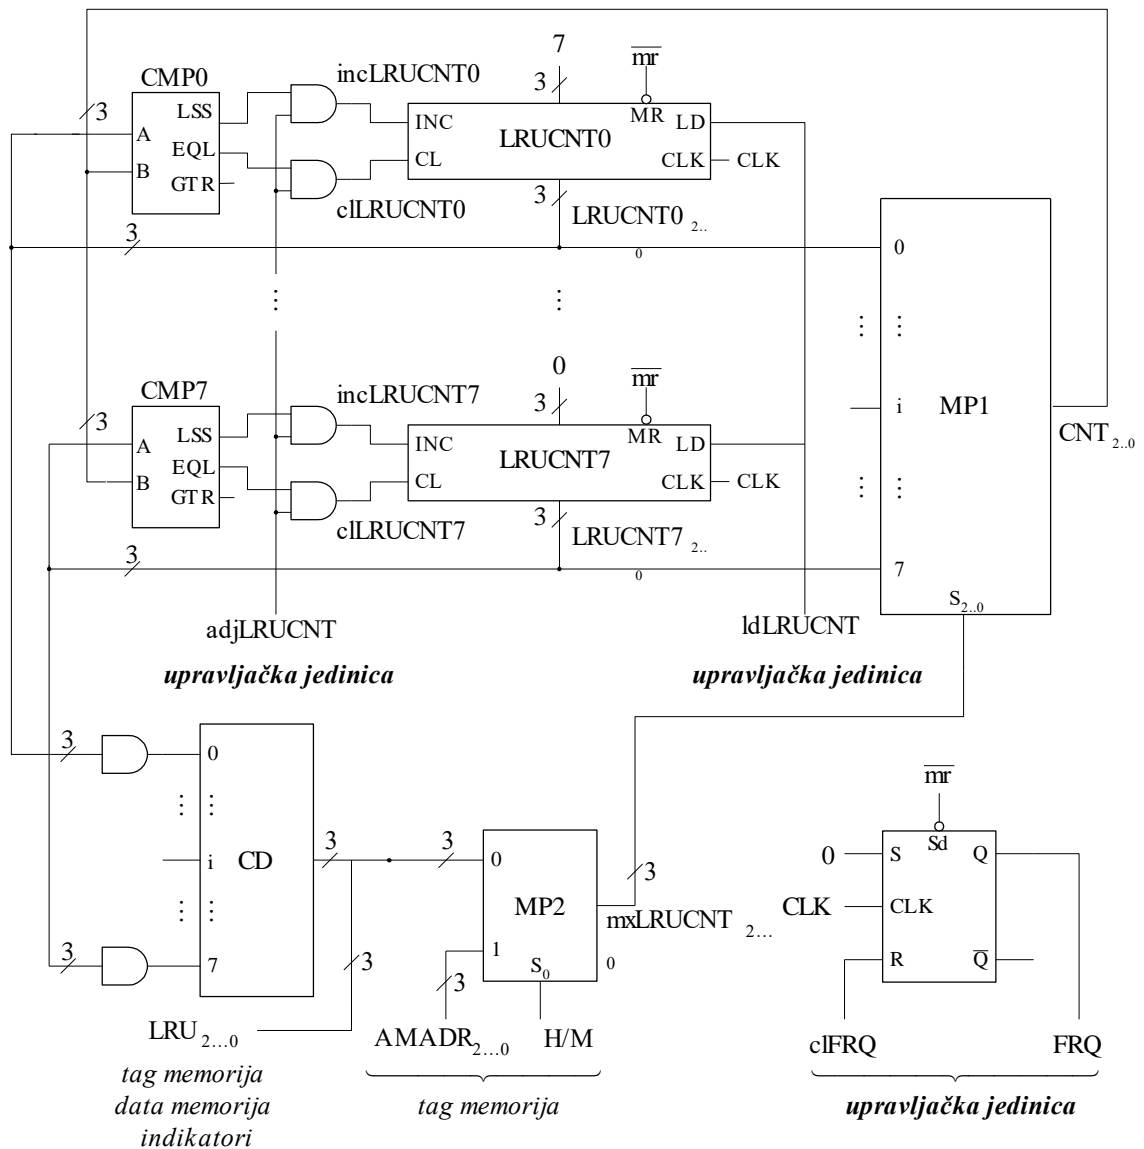 7
mr
CMP0
incLRUCNT0
3
3
LSS
A
EQL
B
GTR
INC
CL
LRUCNT0
MR
LD
CLK
CLK
clLRUCNT0
3
LRUCNT0 2..
0
3
0
⋮
⋮
⋮
⋮
0
mr
CMP7
incLRUCNT7
3
3
i
MP1
CNT2..0
LSS
A
EQL
B
GTR
INC
CL
LRUCNT7
MR
LD
CLK
CLK
⋮
⋮
clLRUCNT7
3
LRUCNT7 2..
0
3
7
S2..0
adjLRUCNT
ldLRUCNT
upravljačka jedinica
upravljačka jedinica
3
0
⋮
⋮
i
CD
⋮
⋮
3
7
3
3
3
0
MP2
1
S0
3
3
mxLRUCNT 2...
0
mr
0
S
Sd
Q
CLK
CLK
R
Q
LRU2...0
AMADR2...0
H/M
clFRQ
FRQ
tag memorija
data memorija
indikatori
tag memorija
upravljačka jedinica